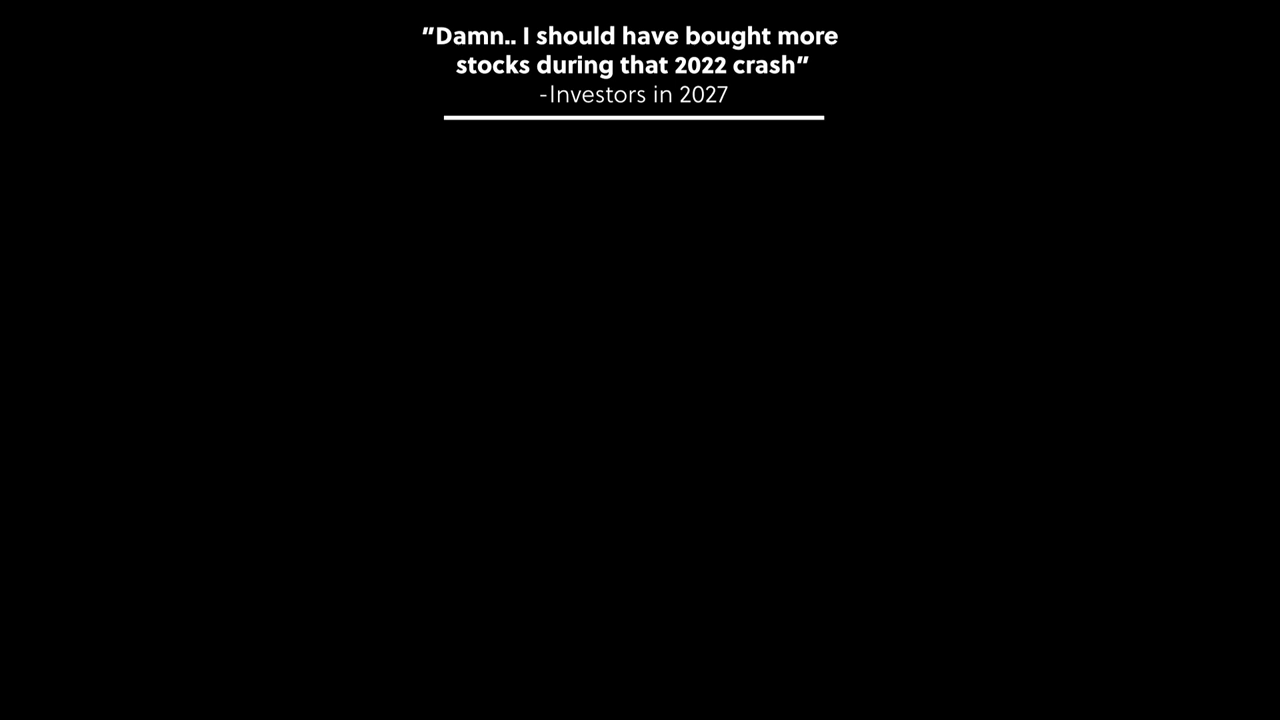 "Damn.. I should have bought more
stocks during that 2022 crash"
-Investors in 2027